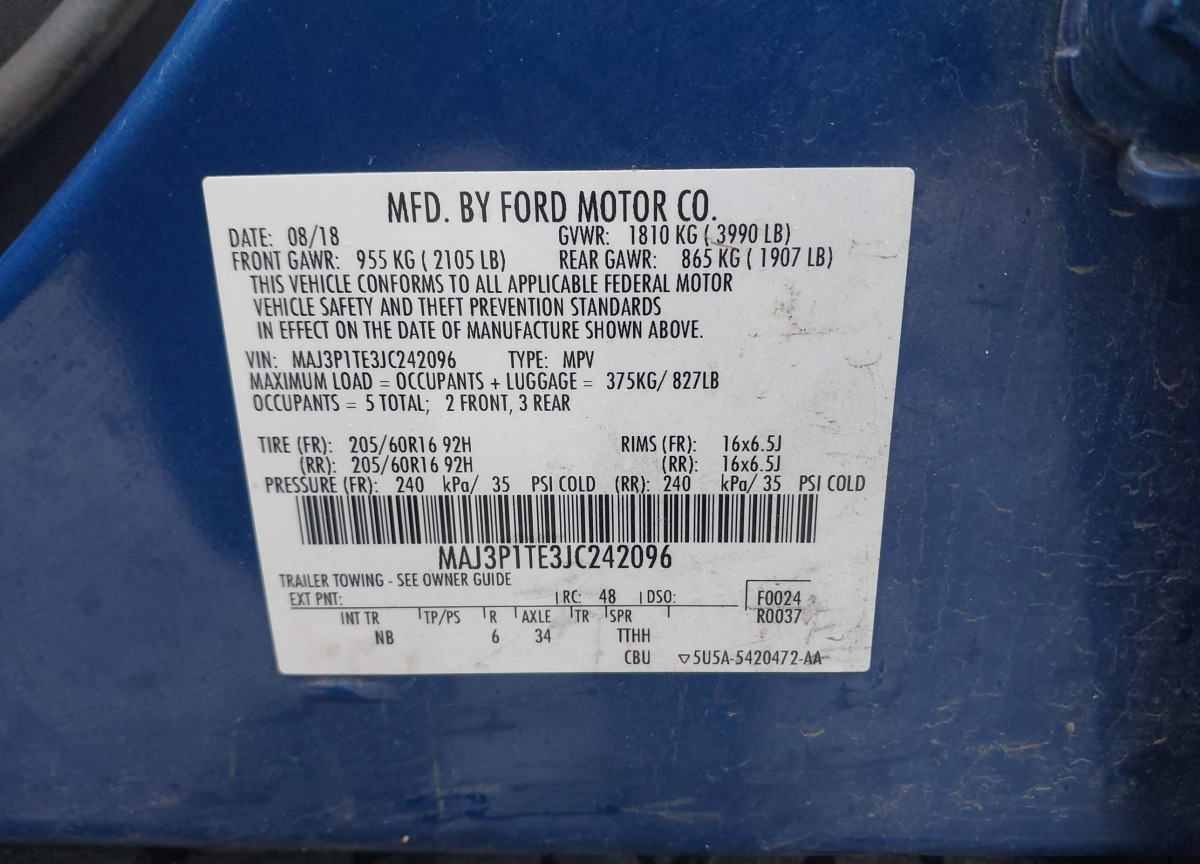 MFD. BY FORD MOTOR CO.
DATE: 08/18 GVWR: 1810 KG ( 3990 LB)
FRONT GAWR: 955 KG ( 2105 LB) REAR GAWR: 865 KG ( 1907 LB)
THIS VEHICLE CONFORMS TO ALL APPLICABLE FEDERAL MOTOR
VEHICLE SAFETY AND THEFT PREVENTION STANDARDS
IN EFFECT ON THE DATE OF MANUFACTURE SHOWN ABOVE.
VIN: MAJ3P1TE3JC242096 TYPE: MPV
MAXIMUM LOAD = OCCUPANTS + LUGGAGE = 375KG/ 827LB
OCCUPANTS = 5 TOTAL; 2 FRONT, 3 REAR
TIRE (FR): 205/60R16 92H RIMS (FR): 16x6.5J
(RR): 205/60R16 92H (RR): 16x6.5J
PRESSURE (FR): 240 kPa/ 35 PSI COLD (RR): 240 kPa/ 35 PSI COLD
MAJ3P1TE3JC242096
TRAILER TOWING - SEE OWNER GUIDE
EXT PNT: RC: 48 DSO: F0024
INT TR TP/PS R AXLE TR SPR R0037
NB 6 34 TTHH
CBU ▽5U5A-5420472-AA